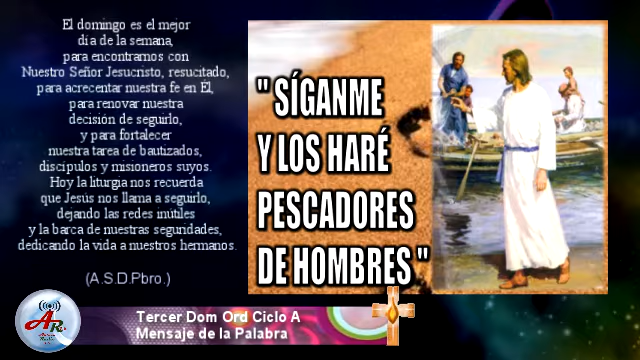 El domingo es el mejor
día de la semana,
para encontrarnos con
Nuestro Señor Jesucristo, resucitado,
para acrecentar nuestra fe en Él,
para renovar nuestra
decisión de seguirlo,
y para fortalecer
nuestra tarea de bautizados,
discípulos y misioneros suyos.
Hoy la liturgia nos recuerda
que Jesús nos llama a seguirlo,
dejando las redes inútiles
y la barca de nuestras seguridades,
dedicando la vida a nuestros hermanos.
(A.S.D.Pbro.)
" SÍGANME
Y LOS HARÉ
PESCADORES
DE HOMBRES "
AR
Tercer Dom Ord Ciclo A
Mensaje de la Palabra